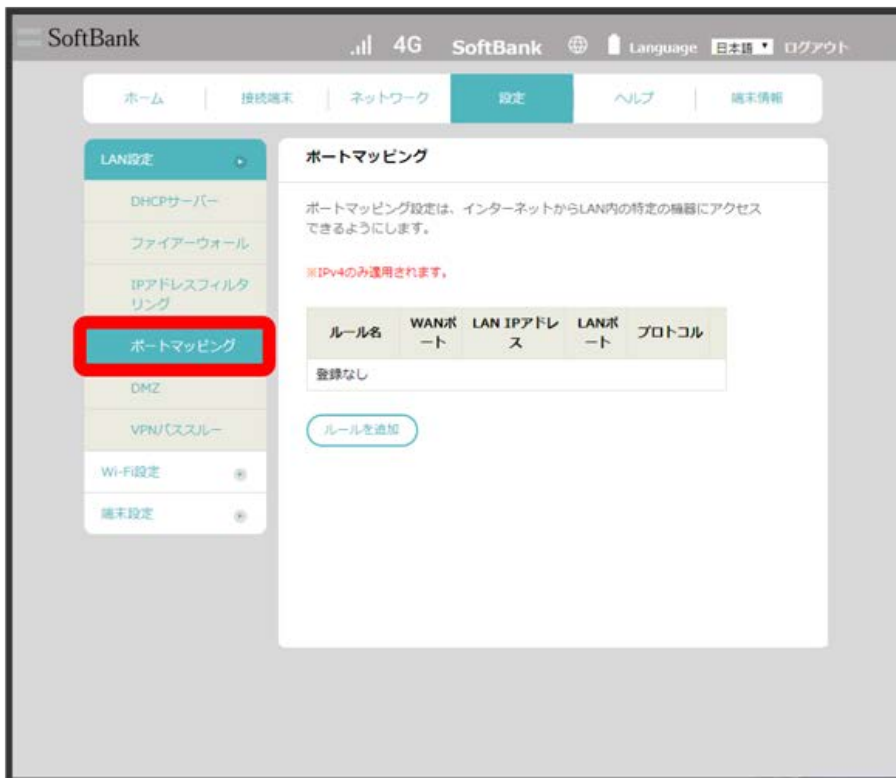 SoftBank
4G SoftBank Language 日本語 ログアウト
ホーム 接続端末 ネットワーク 設定 ヘルプ 端末情報
LAN設定
DHCPサーバー
ファイアーウォール
IPアドレスフィルタ
リング
ポートマッピング
DMZ
VPNパススルー
Wi-Fi設定
端末設定
ポートマッピング
ポートマッピング設定は、インターネットからLAN内の特定の機器にアクセス
できるようにします。
※IPv4のみ適用されます。
ルール名 WANポ LAN IPアドレ LANポ プロトコル
ート ス ート
登録なし
ルールを追加